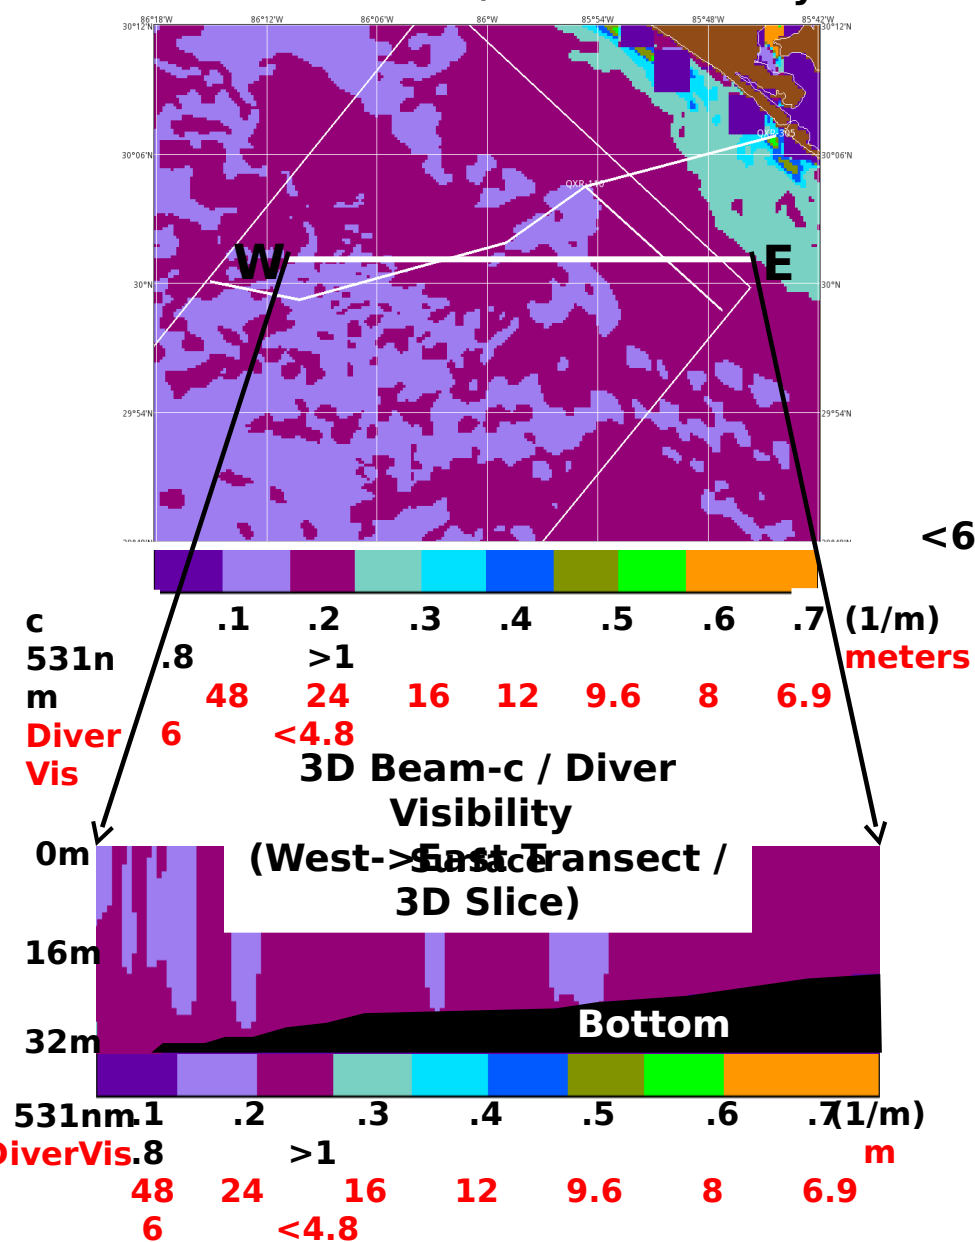 86°18'W 86°12'W 86°06'W 86°W 85°54'W 85°48'W 85°42'W
30°12'N 30°12'N
QXR-305
30°06'N 30°06'N
W E
30°N 30°N
29°54'N 29°54'N
<6
c .1 .2 .3 .4 .5 .6 .7 (1/m)
531n .8 >1 meters
m 48 24 16 12 9.6 8 6.9
Diver 6 <4.8
Vis
3D Beam-c / Diver
Visibility
Surface
(West->East Transect /
3D Slice)
0m
16m
Bottom
32m
531nm .1 .2 .3 .4 .5 .6 .7 (1/m)
DiverVis .8 >1 m
48 24 16 12 9.6 8 6.9
6 <4.8